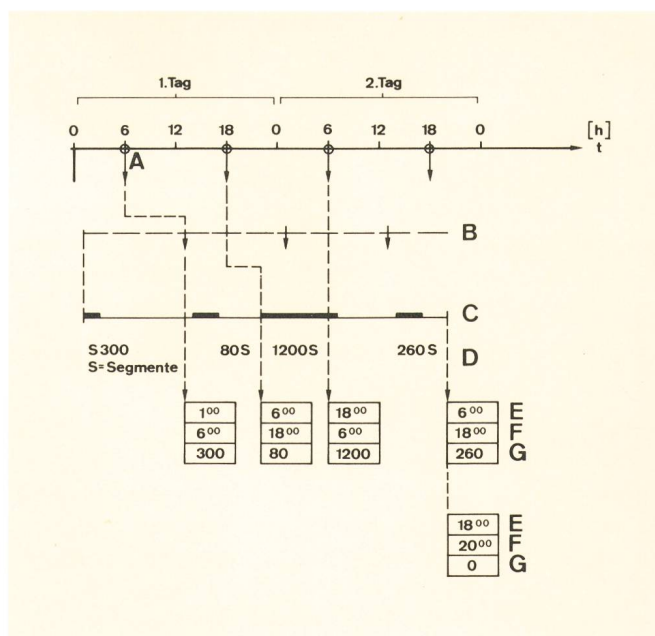 1.Tag 2.Tag
0 6 12 18 0 6 12 18 0 [h]
t
A
B
C
S300 80S 1200S 260S
S=Segmente
D
1⁰⁰ 6⁰⁰ 18⁰⁰ 6⁰⁰ E
6⁰⁰ 18⁰⁰ 6⁰⁰ 18⁰⁰ F
300 80 1200 260 G
18⁰⁰ E
20⁰⁰ F
0 G